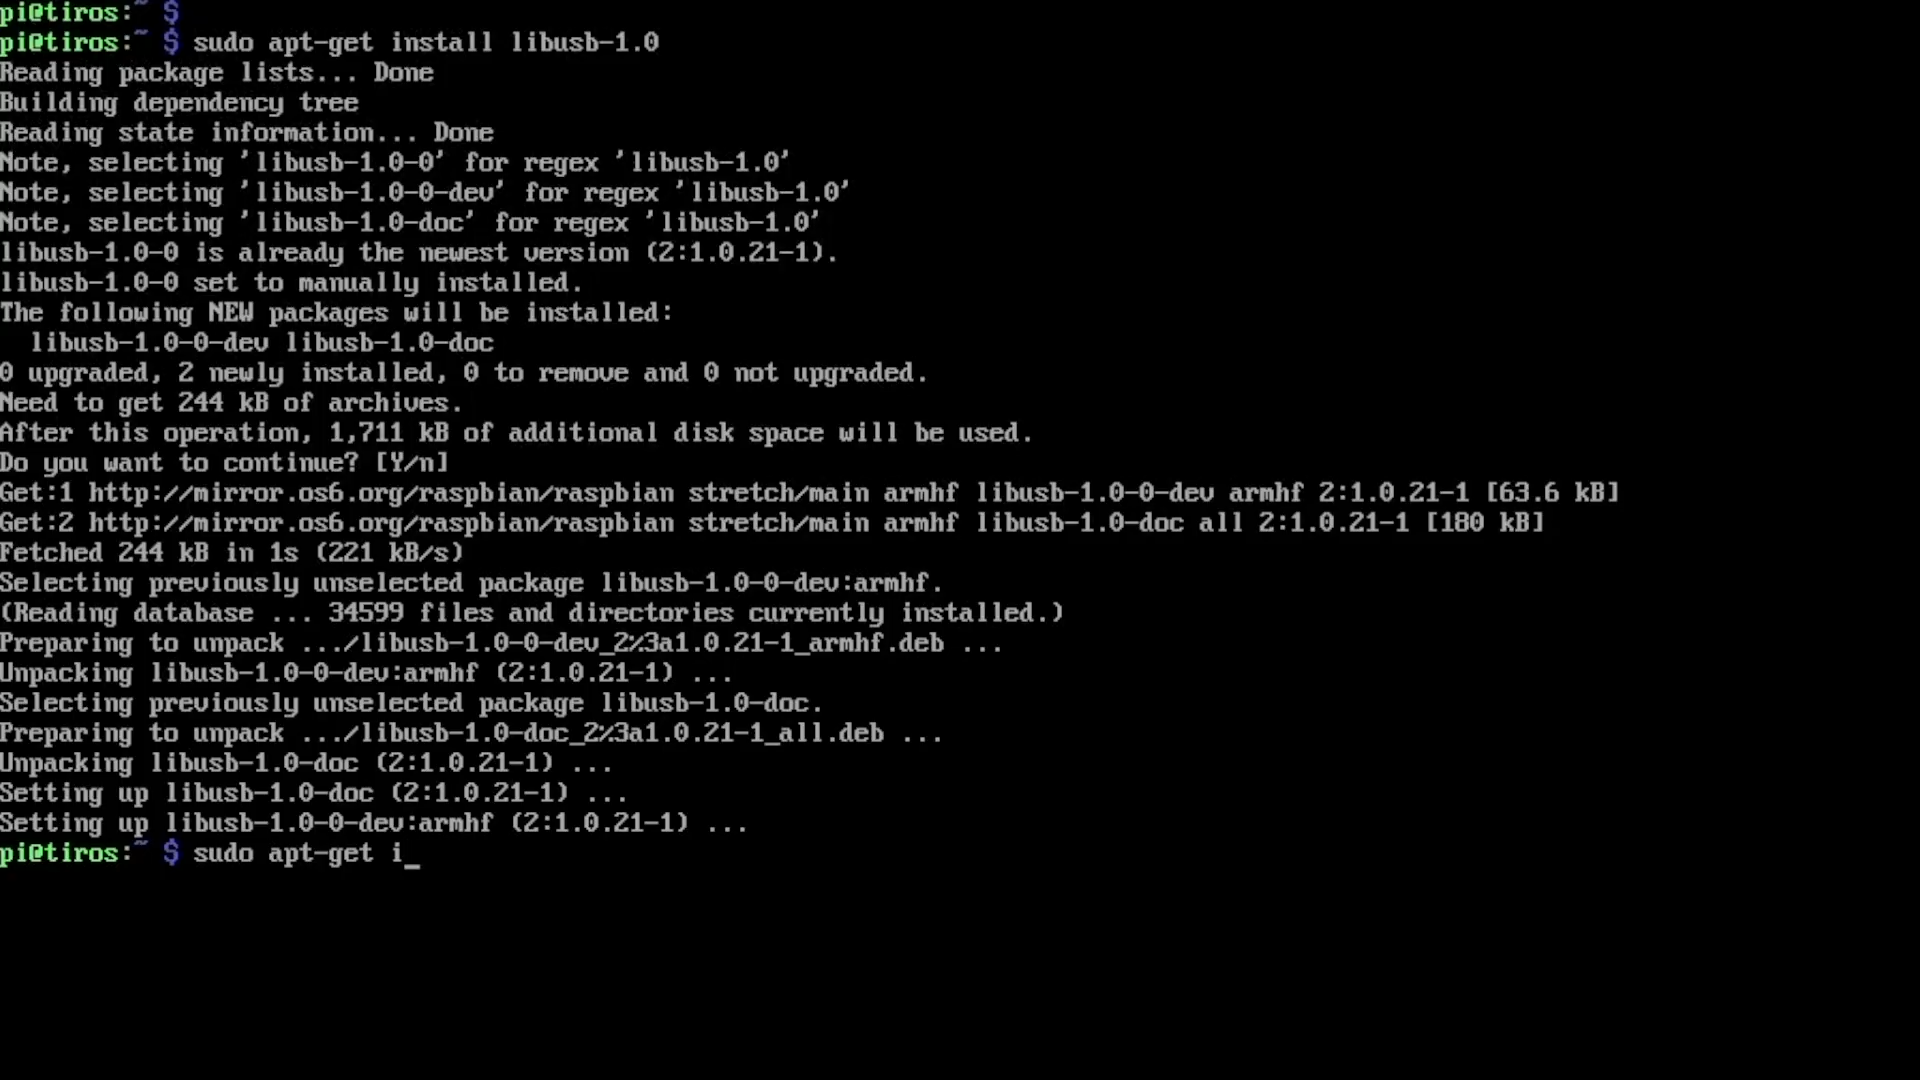 pi@tiros:~ $
pi@tiros:~ $ sudo apt-get install libusb-1.0
Reading package lists... Done
Building dependency tree
Reading state information... Done
Note, selecting 'libusb-1.0-0' for regex 'libusb-1.0'
Note, selecting 'libusb-1.0-0-dev' for regex 'libusb-1.0'
Note, selecting 'libusb-1.0-doc' for regex 'libusb-1.0'
libusb-1.0-0 is already the newest version (2:1.0.21-1).
libusb-1.0-0 set to manually installed.
The following NEW packages will be installed:
  libusb-1.0-0-dev libusb-1.0-doc
0 upgraded, 2 newly installed, 0 to remove and 0 not upgraded.
Need to get 244 kB of archives.
After this operation, 1,711 kB of additional disk space will be used.
Do you want to continue? [Y/n]
Get:1 http://mirror.os6.org/raspbian/raspbian stretch/main armhf libusb-1.0-0-dev armhf 2:1.0.21-1 [63.6 kB]
Get:2 http://mirror.os6.org/raspbian/raspbian stretch/main armhf libusb-1.0-doc all 2:1.0.21-1 [180 kB]
Fetched 244 kB in 1s (221 kB/s)
Selecting previously unselected package libusb-1.0-0-dev:armhf.
(Reading database ... 34599 files and directories currently installed.)
Preparing to unpack .../libusb-1.0-0-dev_2%3a1.0.21-1_armhf.deb ...
Unpacking libusb-1.0-0-dev:armhf (2:1.0.21-1) ...
Selecting previously unselected package libusb-1.0-doc.
Preparing to unpack .../libusb-1.0-doc_2%3a1.0.21-1_all.deb ...
Unpacking libusb-1.0-doc (2:1.0.21-1) ...
Setting up libusb-1.0-doc (2:1.0.21-1) ...
Setting up libusb-1.0-0-dev:armhf (2:1.0.21-1) ...
pi@tiros:~ $ sudo apt-get i_